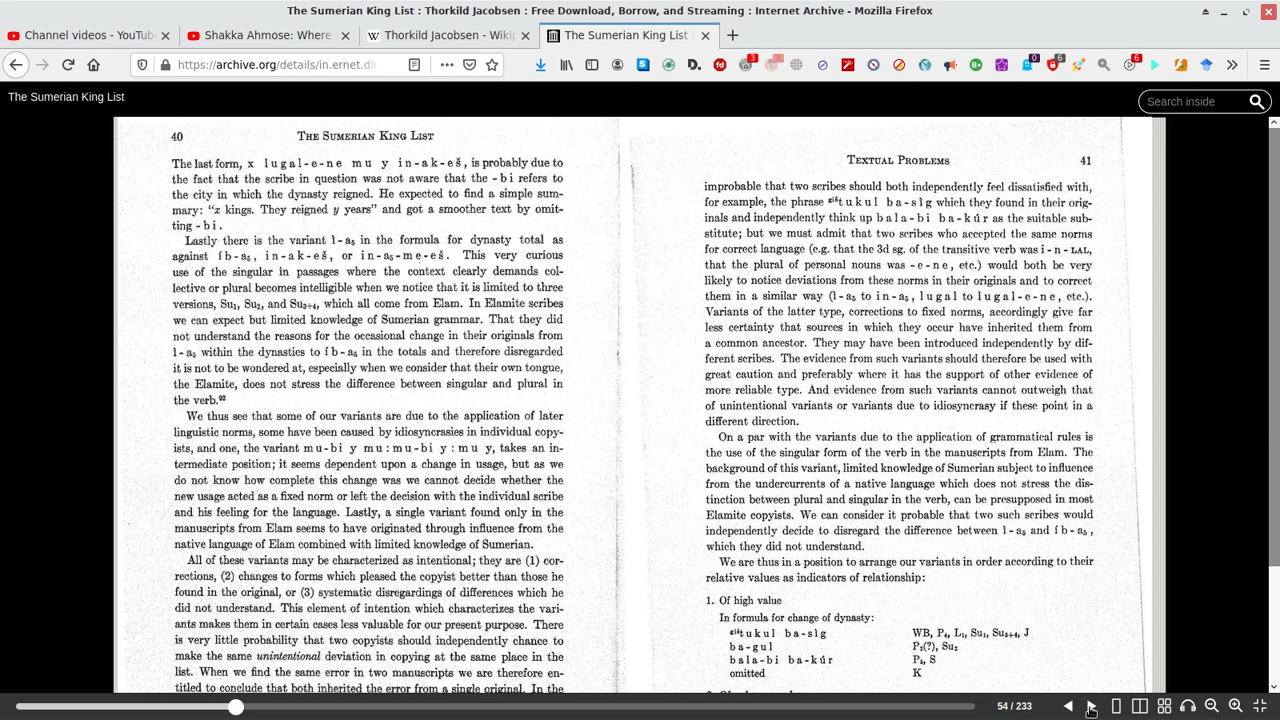 The Sumerian King List : Thorkild Jacobsen : Free Download, Borrow, and Streaming : Internet Archive - Mozilla Firefox
Channel videos - YouTub
Shakka Ahmose: Where
Thorkild Jacobsen - Wikip
The Sumerian King List :
https://archive.org/details/in.ernet.dli
The Sumerian King List
Search inside
40 THE SUMERIAN KING LIST
The last form, x lugal-e-ne mu y in-ak-eš, is probably due to
the fact that the scribe in question was not aware that the -bi refers to
the city in which the dynasty reigned. He expected to find a simple sum-
mary: “x kings. They reigned y years” and got a smoother text by omit-
ting -bi.
Lastly there is the variant ì-a₅ in the formula for dynasty total as
against íb-a₅, in-ak-eš, or in-a₅-me-eš. This very curious
use of the singular in passages where the context clearly demands col-
lective or plural becomes intelligible when we notice that it is limited to three
versions, Su₁, Su₂, and Su₃₊₄, which all come from Elam. In Elamite scribes
we can expect but limited knowledge of Sumerian grammar. That they did
not understand the reasons for the occasional change in their originals from
ì-a₅ within the dynasties to íb-a₅ in the totals and therefore disregarded
it is not to be wondered at, especially when we consider that their own tongue,
the Elamite, does not stress the difference between singular and plural in
the verb.⁹²
We thus see that some of our variants are due to the application of later
linguistic norms, some have been caused by idiosyncrasies in individual copy-
ists, and one, the variant mu-bi y mu : mu-bi y : mu y, takes an in-
termediate position; it seems dependent upon a change in usage, but as we
do not know how complete this change was we cannot decide whether the
new usage acted as a fixed norm or left the decision with the individual scribe
and his feeling for the language. Lastly, a single variant found only in the
manuscripts from Elam seems to have originated through influence from the
native language of Elam combined with limited knowledge of Sumerian.
All of these variants may be characterized as intentional; they are (1) cor-
rections, (2) changes to forms which pleased the copyist better than those he
found in the original, or (3) systematic disregardings of differences which he
did not understand. This element of intention which characterizes the vari-
ants makes them in certain cases less valuable for our present purpose. There
is very little probability that two copyists should independently chance to
make the same unintentional deviation in copying at the same place in the
list. When we find the same error in two manuscripts we are therefore en-
titled to conclude that both inherited the error from a single original. In the
TEXTUAL PROBLEMS 41
improbable that two scribes should both independently feel dissatisfied with,
for example, the phrase ᵍⁱˢtukul ba-sìg which they found in their orig-
inals and independently think up bala-bi ba-kúr as the suitable sub-
stitute; but we must admit that two scribes who accepted the same norms
for correct language (e.g. that the 3d sg. of the transitive verb was i-n-LAL,
that the plural of personal nouns was -e-ne, etc.) would both be very
likely to notice deviations from these norms in their originals and to correct
them in a similar way (ì-a₅ to in-a₅, lugal to lugal-e-ne, etc.).
Variants of the latter type, corrections to fixed norms, accordingly give far
less certainty that sources in which they occur have inherited them from
a common ancestor. They may have been introduced independently by dif-
ferent scribes. The evidence from such variants should therefore be used with
great caution and preferably where it has the support of other evidence of
more reliable type. And evidence from such variants cannot outweigh that
of unintentional variants or variants due to idiosyncrasy if these point in a
different direction.
On a par with the variants due to the application of grammatical rules is
the use of the singular form of the verb in the manuscripts from Elam. The
background of this variant, limited knowledge of Sumerian subject to influence
from the undercurrents of a native language which does not stress the dis-
tinction between plural and singular in the verb, can be presupposed in most
Elamite copyists. We can consider it probable that two such scribes would
independently decide to disregard the difference between ì-a₅ and íb-a₅,
which they did not understand.
We are thus in a position to arrange our variants in order according to their
relative values as indicators of relationship:
1. Of high value
In formula for change of dynasty:
ᵍⁱˢtukul ba-sìg WB, P₄, L₁, Su₁, Su₃₊₄, J
ba-gul P₂(?), Su₂
bala-bi ba-kúr P₃, S
omitted K
54 / 233